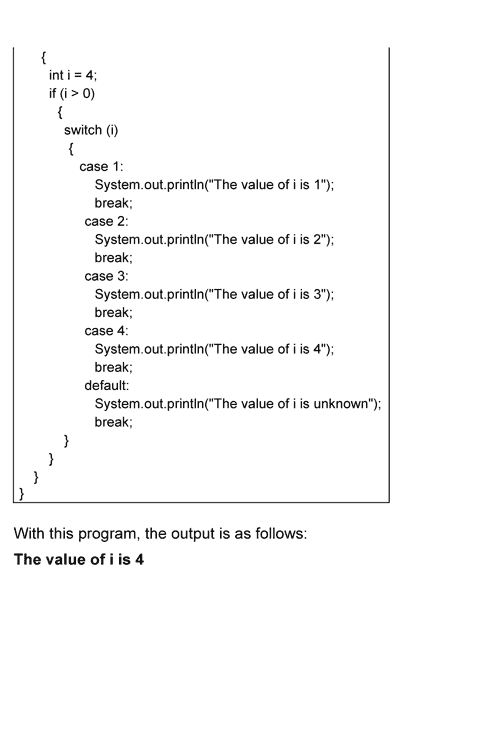 {
int i = 4;
if (i > 0)
{
switch (i)
{
case 1:
System.out.println("The value of i is 1");
break;
case 2:
System.out.println("The value of i is 2");
break;
case 3:
System.out.println("The value of i is 3");
break;
case 4:
System.out.println("The value of i is 4");
break;
default:
System.out.println("The value of i is unknown");
break;
}
}
}
}
With this program, the output is as follows:
The value of i is 4